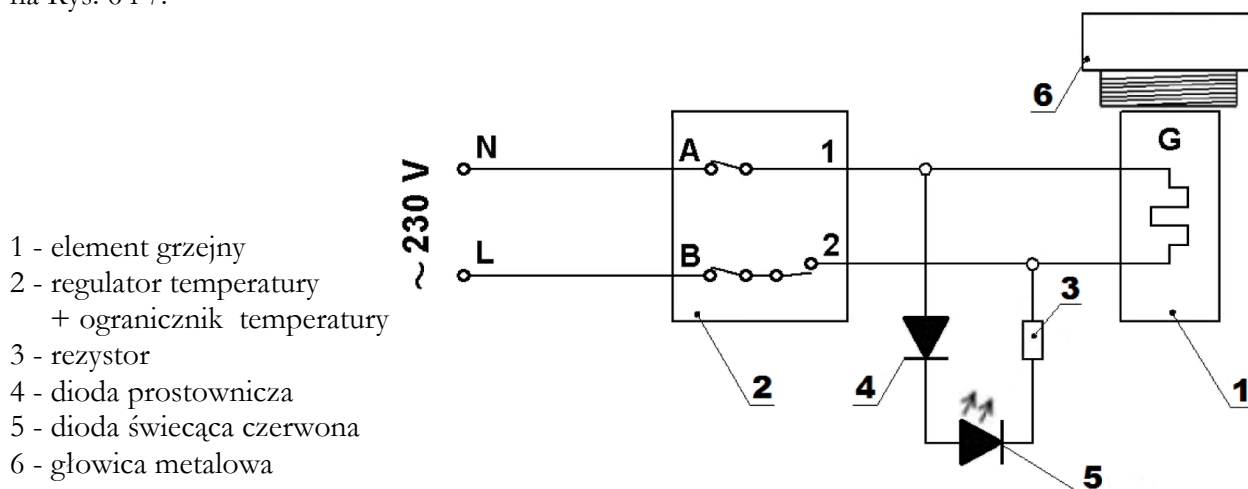 na Rys. 6 i 7.
6
G
N
A
1
~ 230 V
L
B
2
3
1 - element grzejny
2 - regulator temperatury
+ ogranicznik temperatury
3 - rezystor
4 - dioda prostownicza
5 - dioda świecąca czerwona
6 - głowica metalowa
2
4
1
5